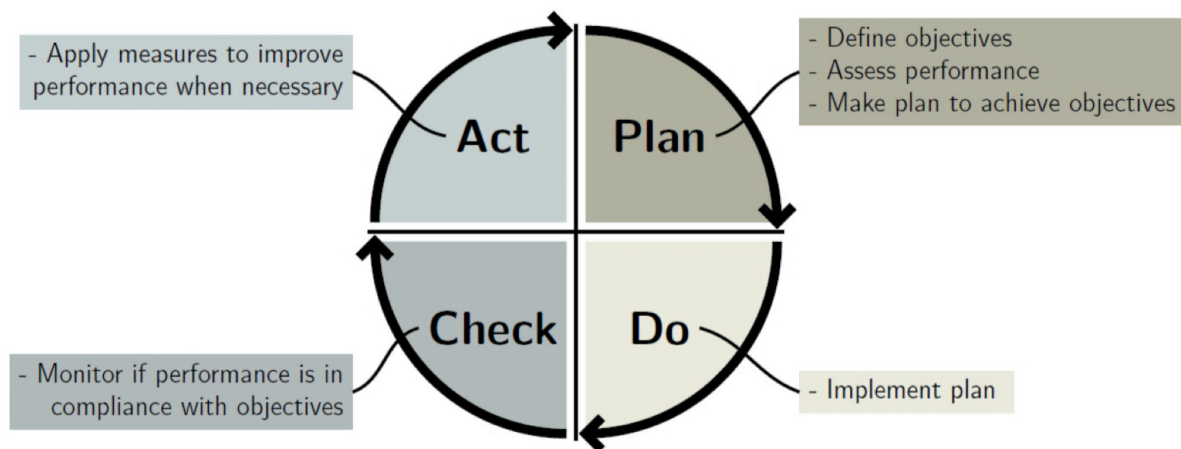 - Apply measures to improve
performance when necessary
- Define objectives
- Assess performance
- Make plan to achieve objectives
Act
Plan
Check
Do
- Monitor if performance is in
compliance with objectives
- Implement plan